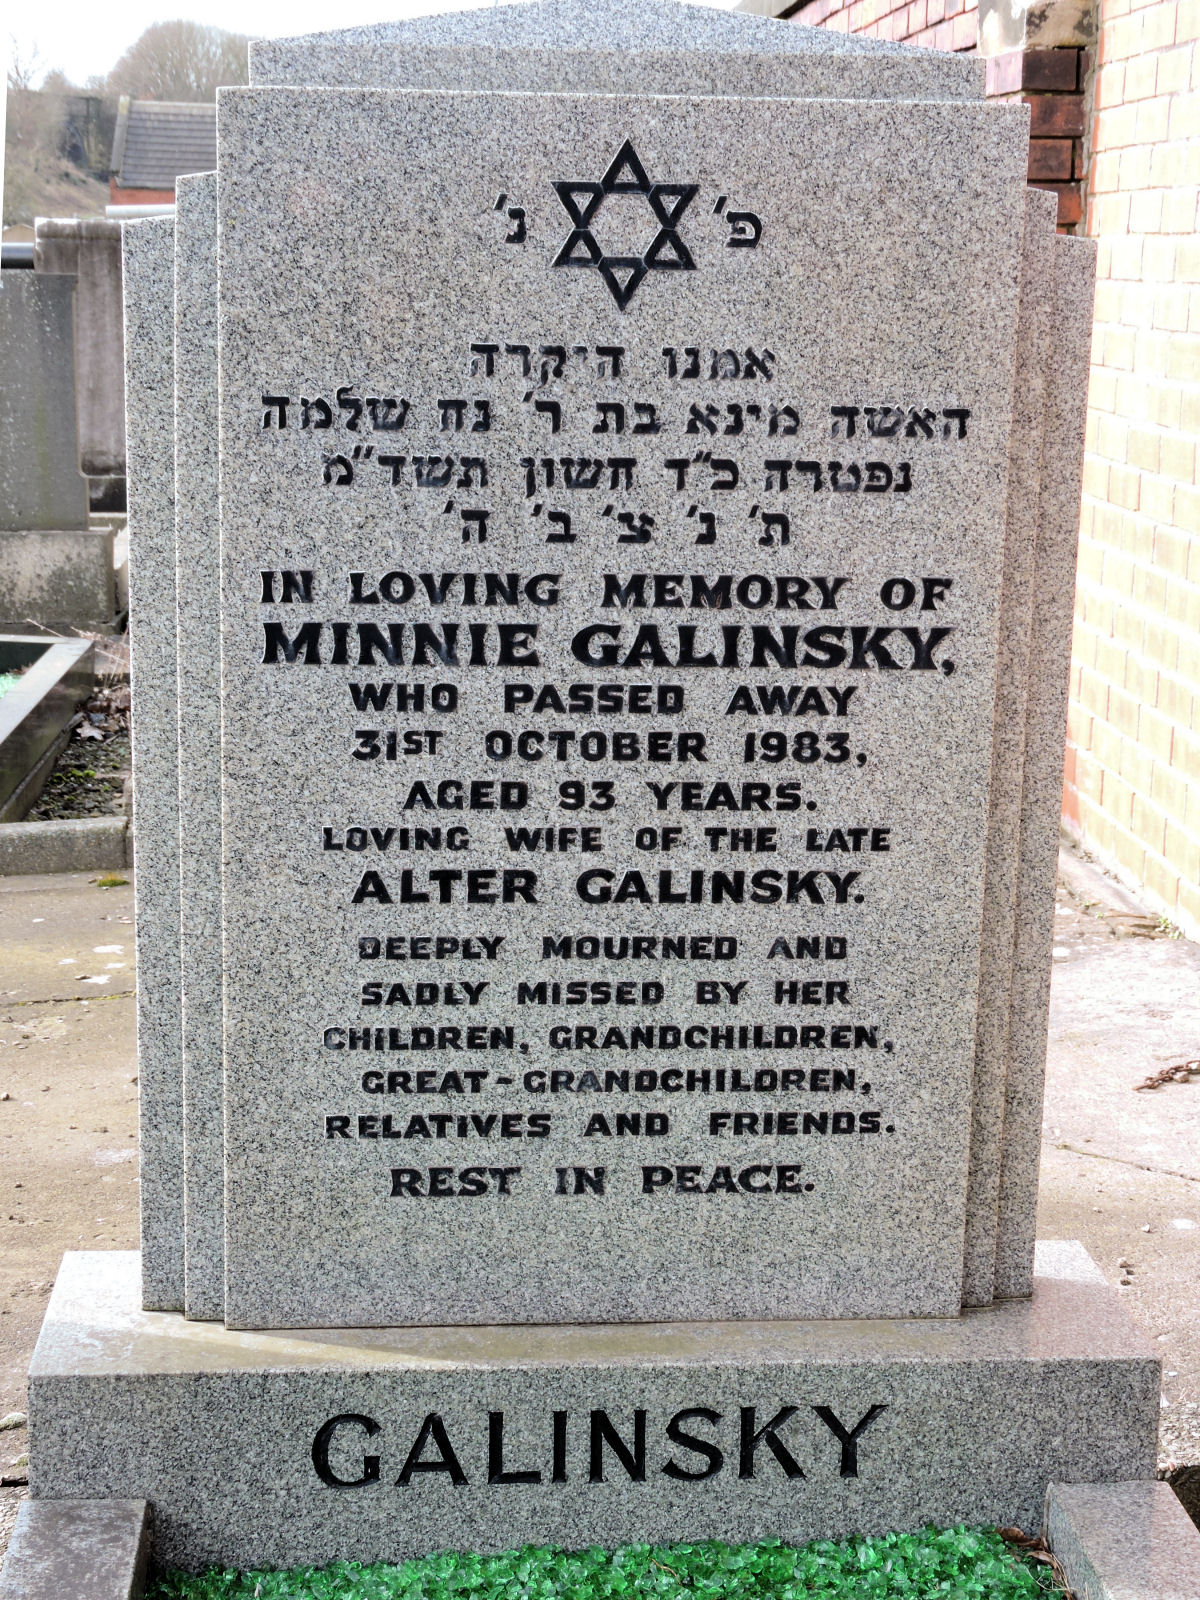 פ' נ'
אמנו היקרה
האשה מינא בת ר' נח שלמה
נפטרה כ"ד חשון תשד"מ
ת' נ' צ' ב' ה'
IN LOVING MEMORY OF
MINNIE GALINSKY,
WHO PASSED AWAY
31ST OCTOBER 1983,
AGED 93 YEARS.
LOVING WIFE OF THE LATE
ALTER GALINSKY.
DEEPLY MOURNED AND
SADLY MISSED BY HER
CHILDREN, GRANDCHILDREN,
GREAT-GRANDCHILDREN,
RELATIVES AND FRIENDS.
REST IN PEACE.
GALINSKY